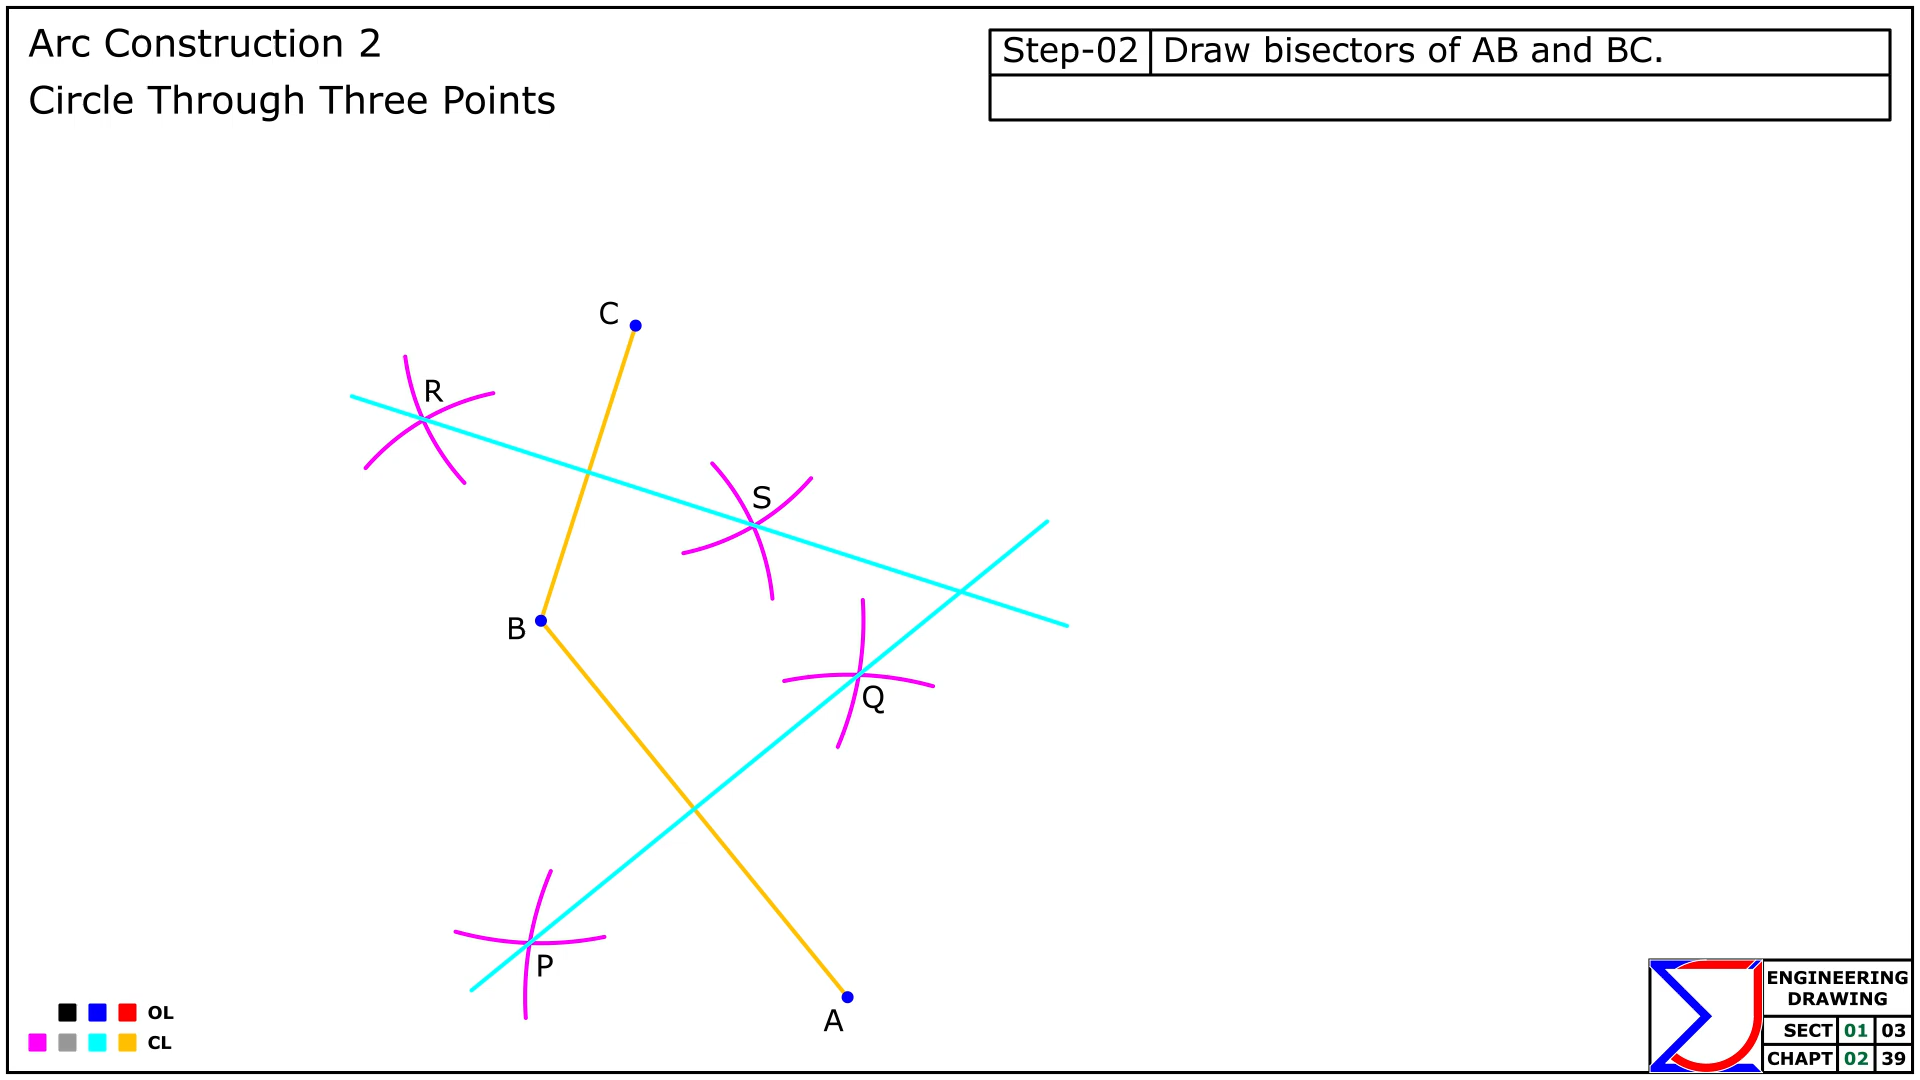 Arc Construction 2
Circle Through Three Points
Step-02 Draw bisectors of AB and BC.
C
R
S
B
Q
P
A
OL
CL
ENGINEERING
DRAWING
SECT 01 03
CHAPT 02 39